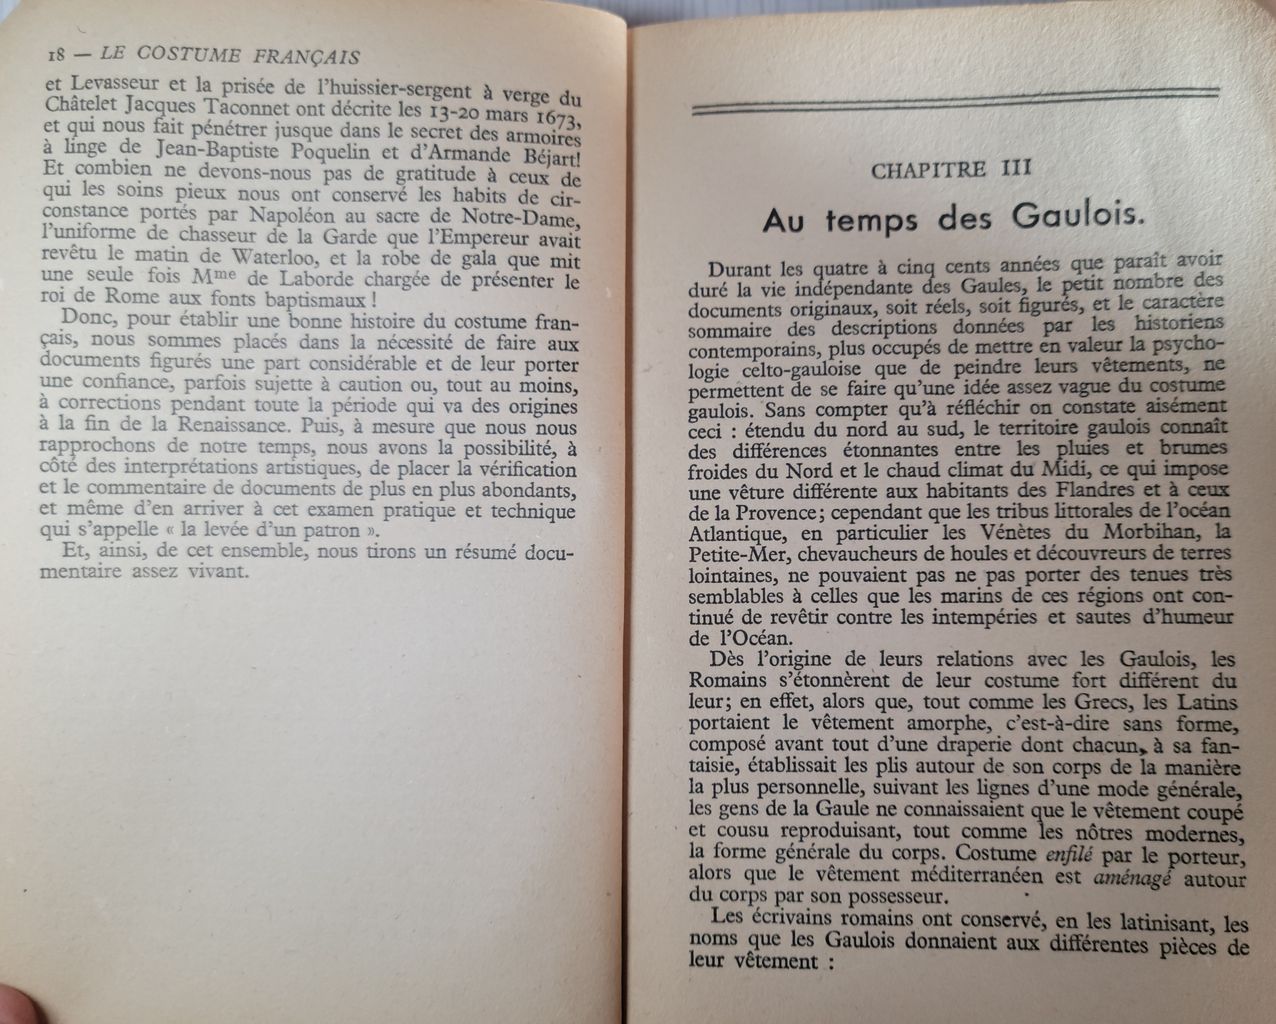 18 — LE COSTUME FRANÇAIS
et Levasseur et la prisée de l'huissier-sergent à verge du
Châtelet Jacques Taconnet ont décrite les 13-20 mars 1673,
et qui nous fait pénétrer jusque dans le secret des armoires
à linge de Jean-Baptiste Poquelin et d'Armande Béjart!
Et combien ne devons-nous pas de gratitude à ceux de
qui les soins pieux nous ont conservé les habits de cir-
constance portés par Napoléon au sacre de Notre-Dame,
l'uniforme de chasseur de la Garde que l'Empereur avait
revêtu le matin de Waterloo, et la robe de gala que mit
une seule fois Mme de Laborde chargée de présenter le
roi de Rome aux fonts baptismaux !
Donc, pour établir une bonne histoire du costume fran-
çais, nous sommes placés dans la nécessité de faire aux
documents figurés une part considérable et de leur porter
une confiance, parfois sujette à caution ou, tout au moins,
à corrections pendant toute la période qui va des origines
à la fin de la Renaissance. Puis, à mesure que nous nous
rapprochons de notre temps, nous avons la possibilité, à
côté des interprétations artistiques, de placer la vérification
et le commentaire de documents de plus en plus abondants,
et même d'en arriver à cet examen pratique et technique
qui s'appelle « la levée d'un patron ».
Et, ainsi, de cet ensemble, nous tirons un résumé docu-
mentaire assez vivant.
CHAPITRE III
Au temps des Gaulois.
Durant les quatre à cinq cents années que paraît avoir
duré la vie indépendante des Gaules, le petit nombre des
documents originaux, soit réels, soit figurés, et le caractère
sommaire des descriptions données par les historiens
contemporains, plus occupés de mettre en valeur la psycho-
logie celto-gauloise que de peindre leurs vêtements, ne
permettent de se faire qu'une idée assez vague du costume
gaulois. Sans compter qu'à réfléchir on constate aisément
ceci : étendu du nord au sud, le territoire gaulois connaît
des différences étonnantes entre les pluies et brumes
froides du Nord et le chaud climat du Midi, ce qui impose
une vêture différente aux habitants des Flandres et à ceux
de la Provence; cependant que les tribus littorales de l'océan
Atlantique, en particulier les Vénètes du Morbihan, la
Petite-Mer, chevaucheurs de houles et découvreurs de terres
lointaines, ne pouvaient pas ne pas porter des tenues très
semblables à celles que les marins de ces régions ont con-
tinué de revêtir contre les intempéries et sautes d'humeur
de l'Océan.
Dès l'origine de leurs relations avec les Gaulois, les
Romains s'étonnèrent de leur costume fort différent du
leur; en effet, alors que, tout comme les Grecs, les Latins
portaient le vêtement amorphe, c'est-à-dire sans forme,
composé avant tout d'une draperie dont chacun, à sa fan-
taisie, établissait les plis autour de son corps de la manière
la plus personnelle, suivant les lignes d'une mode générale,
les gens de la Gaule ne connaissaient que le vêtement coupé
et cousu reproduisant, tout comme les nôtres modernes,
la forme générale du corps. Costume enfilé par le porteur,
alors que le vêtement méditerranéen est aménagé autour
du corps par son possesseur.
Les écrivains romains ont conservé, en les latinisant, les
noms que les Gaulois donnaient aux différentes pièces de
leur vêtement :